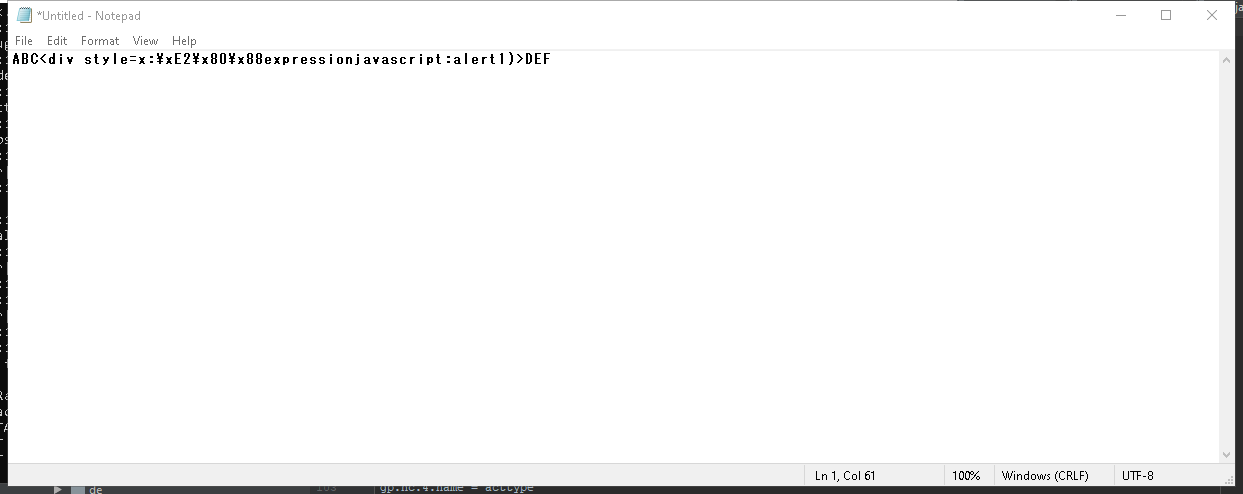 *Untitled - Notepad
File Edit Format View Help
ABC<div style=x:¥xE2¥x80¥x88expressionjavascript:alert1)>DEF
Ln 1, Col 61 100% Windows (CRLF) UTF-8
de
gp.nc.4.name = acttype